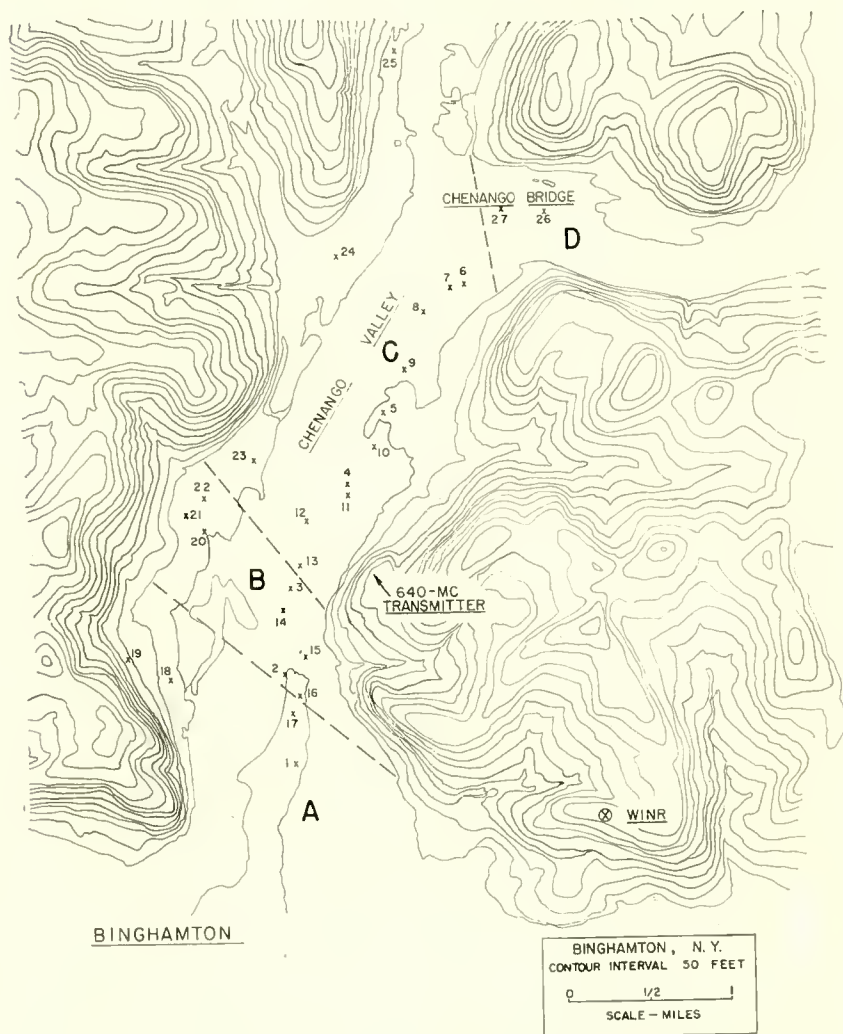 25
CHENANGO BRIDGE
27 26
D
24
7 6
8
VALLEY
C
9
CHENANGO
5
10
23
4
22
11
21
12
20
13
B
3
640-MC
TRANSMITTER
14
15
19
2
18
16
17
1
A
WINR
BINGHAMTON
BINGHAMTON, N.Y.
CONTOUR INTERVAL 50 FEET
0 1/2 1
SCALE – MILES